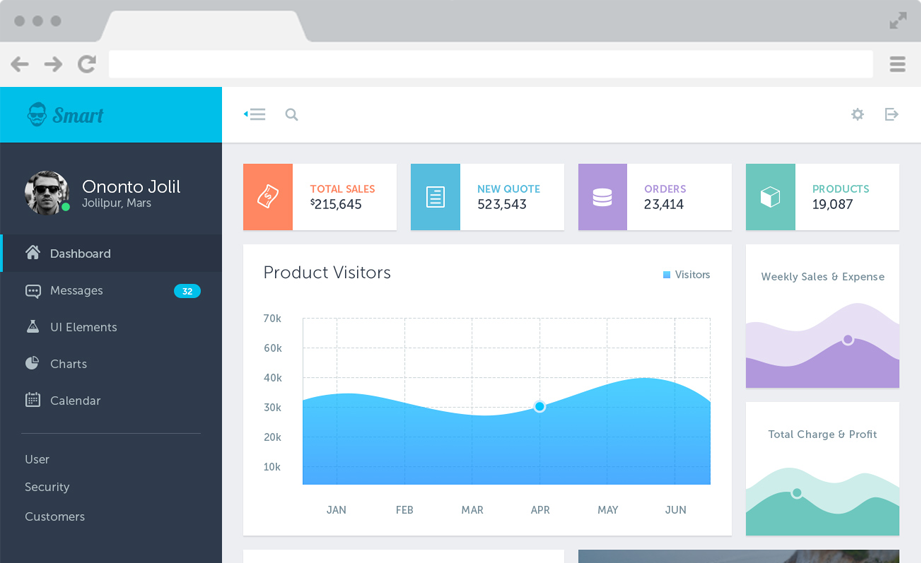 Smart
Ononto Jolil
Jolilpur, Mars
Dashboard
Messages 32
UI Elements
Charts
Calendar
User
Security
Customers
TOTAL SALES
$215,645
NEW QUOTE
523,543
ORDERS
23,414
PRODUCTS
19,087
Product Visitors
Visitors
70k
60k
40k
30k
20k
10k
JAN FEB MAR APR MAY JUN
Weekly Sales & Expense
Total Charge & Profit